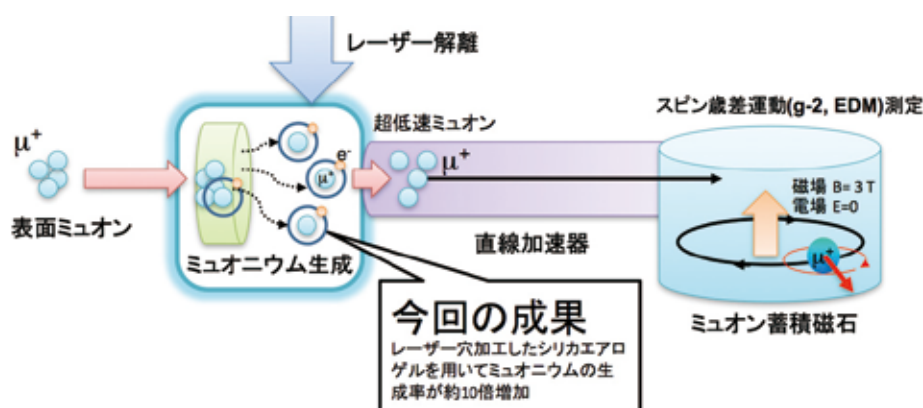 レーザー解離
スピン歳差運動(g-2, EDM)測定
超低速ミュオン
μ+
e-
μ+
μ+
磁場 B= 3 T
電場 E=0
表面ミュオン
μ+
直線加速器
ミュオニウム生成
ミュオン蓄積磁石
今回の成果
レーザー穴加工したシリカエアロ
ゲルを用いてミュオニウムの生
成率が約10倍増加